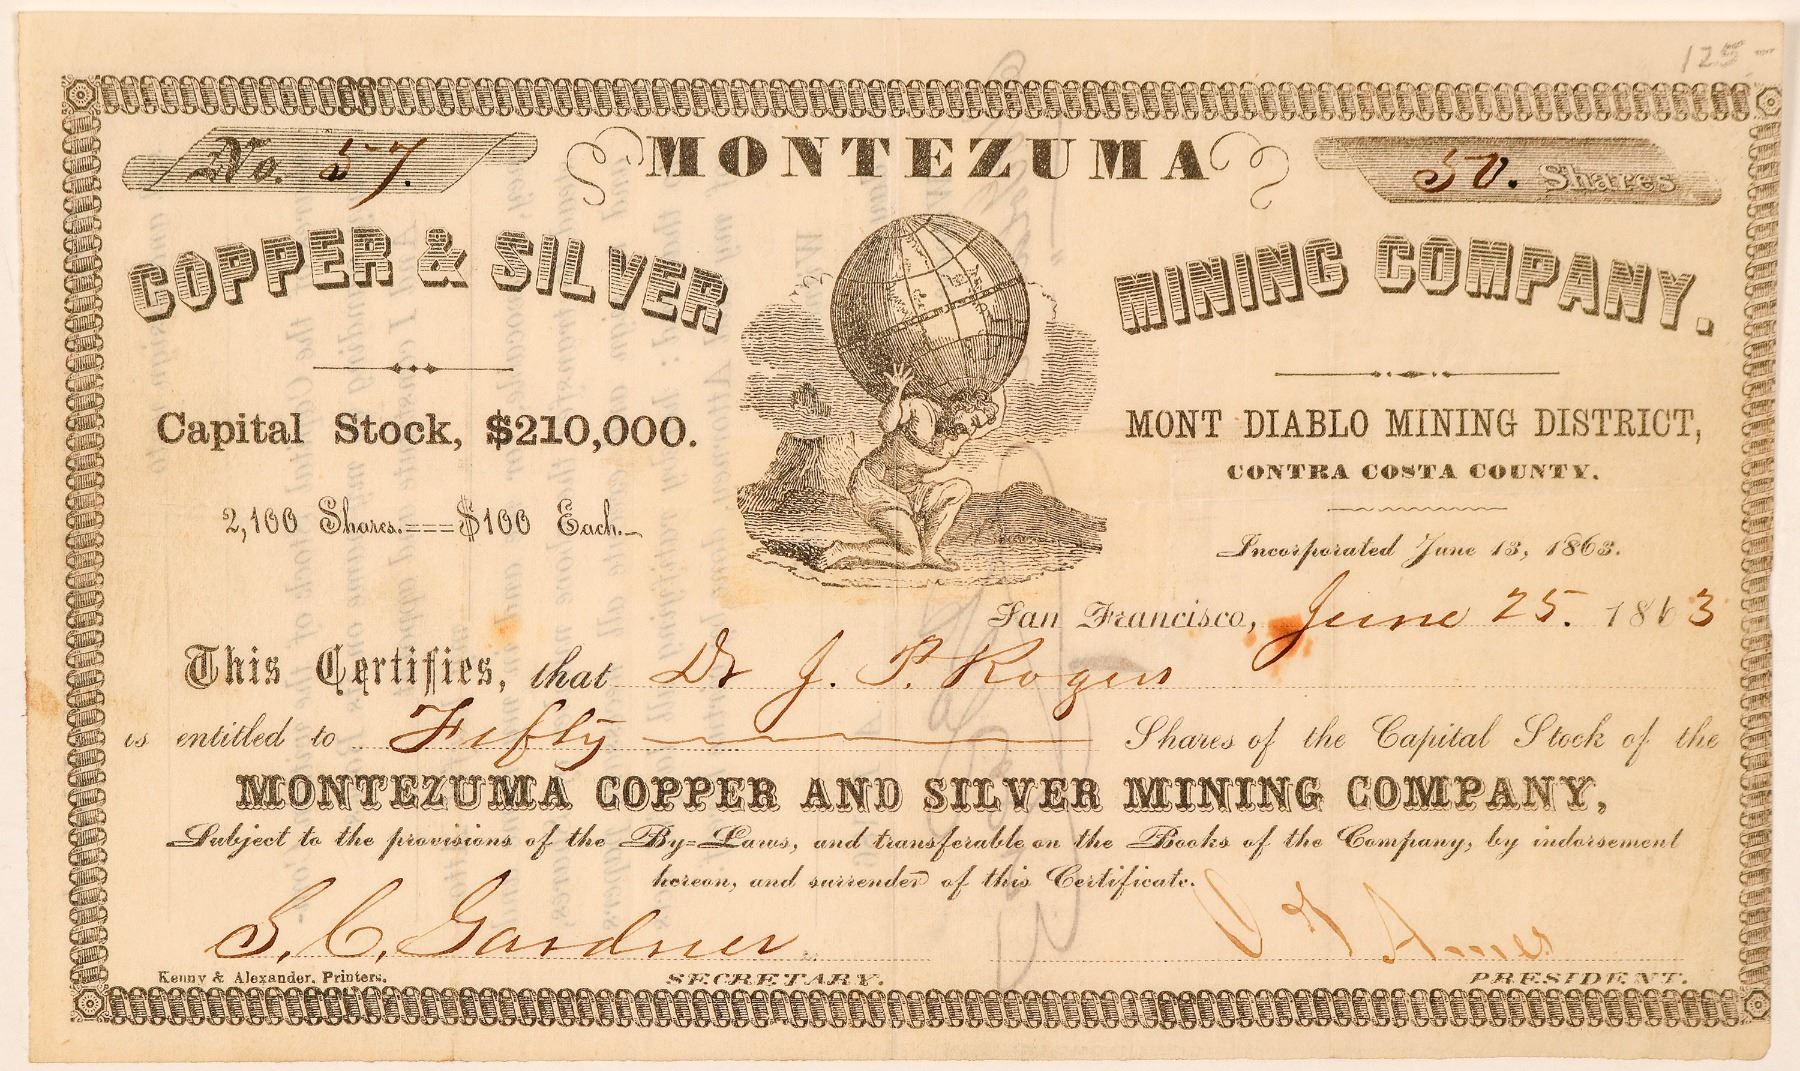 125
No. 57.
MONTEZUMA
50. Shares
COPPER & SILVER MINING COMPANY.
Capital Stock, $210,000.
2,100 Shares.===$100 Each.
MONT DIABLO MINING DISTRICT,
CONTRA COSTA COUNTY.
Incorporated June 13, 1863.
San Francisco, June 25. 1863
This Certifies, that Dr J. P. Rogers
is entitled to Fifty Shares of the Capital Stock of the
MONTEZUMA COPPER AND SILVER MINING COMPANY,
Subject to the provisions of the By=Laws, and transferable on the Books of the Company, by indorsement
hereon, and surrender of this Certificate.
S. C. Gardner Ames
Kenny & Alexander, Printers. SECRETARY. PRESIDENT.